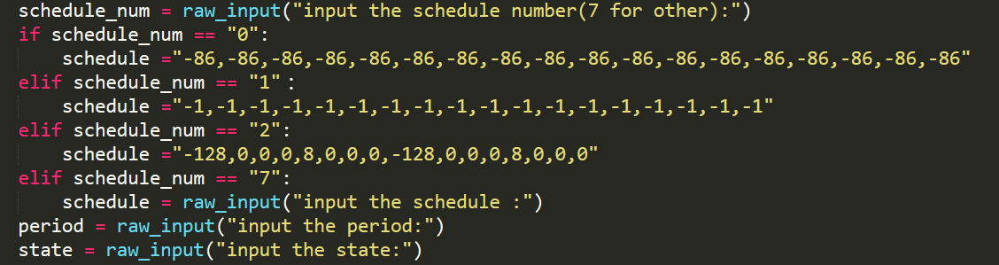 schedule_num = raw_input("input the schedule number(7 for other):")
if schedule_num == "0":
    schedule ="-86,-86,-86,-86,-86,-86,-86,-86,-86,-86,-86,-86,-86,-86,-86,-86,-86,-86"
elif schedule_num == "1"：
    schedule ="-1,-1,-1,-1,-1,-1,-1,-1,-1,-1,-1,-1,-1,-1,-1,-1,-1,-1"
elif schedule_num == "2":
    schedule ="-128,0,0,0,8,0,0,0,-128,0,0,0,8,0,0,0"
elif schedule_num == "7":
    schedule = raw_input("input the schedule :")
period = raw_input("input the period:")
state = raw_input("input the state:")